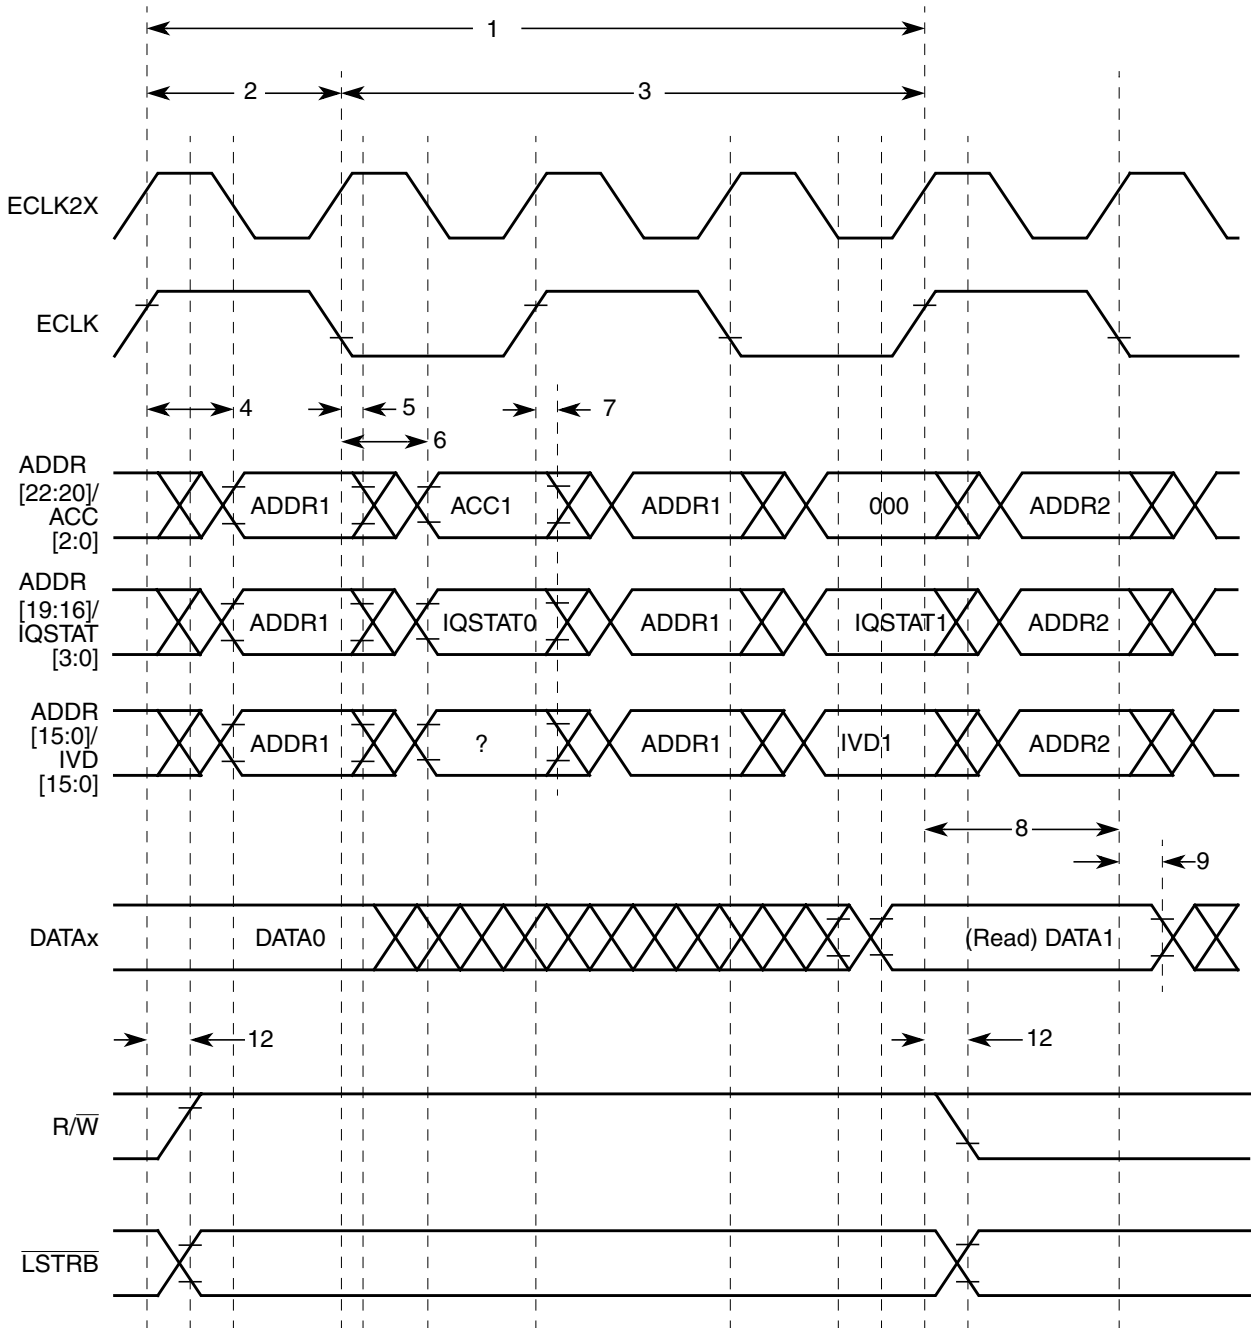 1
2
3
ECLK2X
ECLK
4
5
7
6
ADDR
[22:20]/
ACC
[2:0]
ADDR1
ACC1
ADDR1
000
ADDR2
ADDR
[19:16]/
IQSTAT
[3:0]
ADDR1
IQSTAT0
ADDR1
IQSTAT1
ADDR2
ADDR
[15:0]/
IVD
[15:0]
ADDR1
?
ADDR1
IVD1
ADDR2
8
9
DATAx
DATA0
(Read) DATA1
12
12
R/W
LSTRB